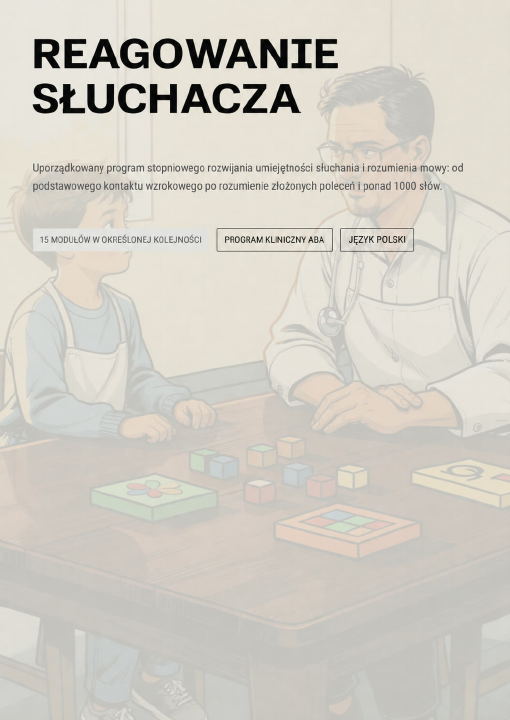 REAGOWANIE
SŁUCHACZA
Uporządkowany program stopniowego rozwijania umiejętności słuchania i rozumienia mowy: od
podstawowego kontaktu wzrokowego po rozumienie złożonych poleceń i ponad 1000 słów.
15 MODUŁÓW W OKREŚLONEJ KOLEJNOŚCI PROGRAM KLINICZNY ABA JĘZYK POLSKI